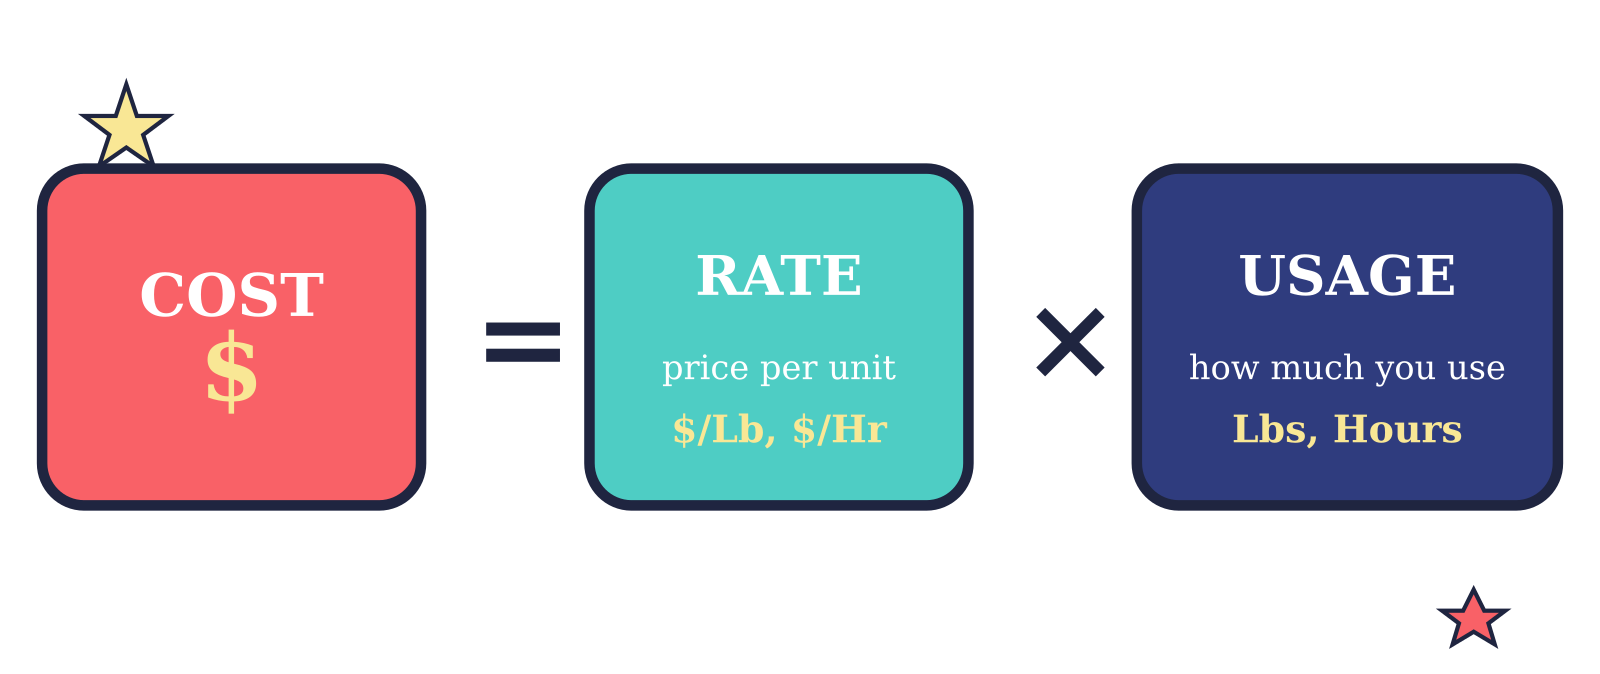 COST
$
=
RATE
price per unit
$/Lb, $/Hr
×
USAGE
how much you use
Lbs, Hours